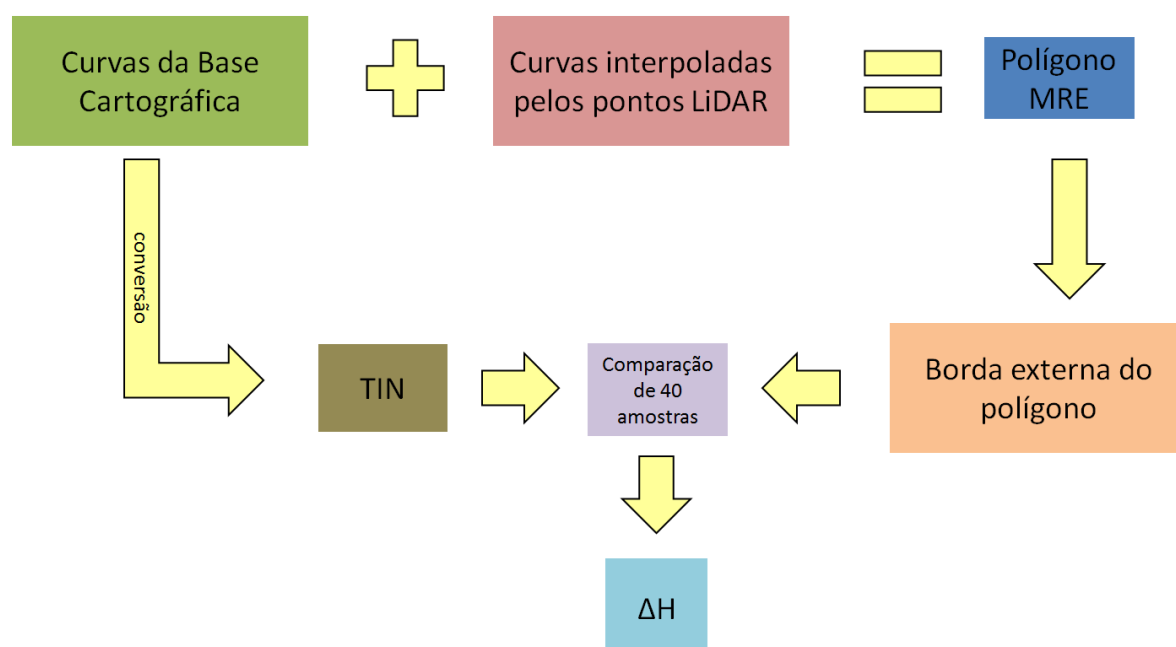 Curvas da Base
Cartográfica
Curvas interpoladas
pelos pontos LiDAR
Polígono
MRE
conversão
TIN
Comparação
de 40
amostras
Borda externa do
polígono
ΔH